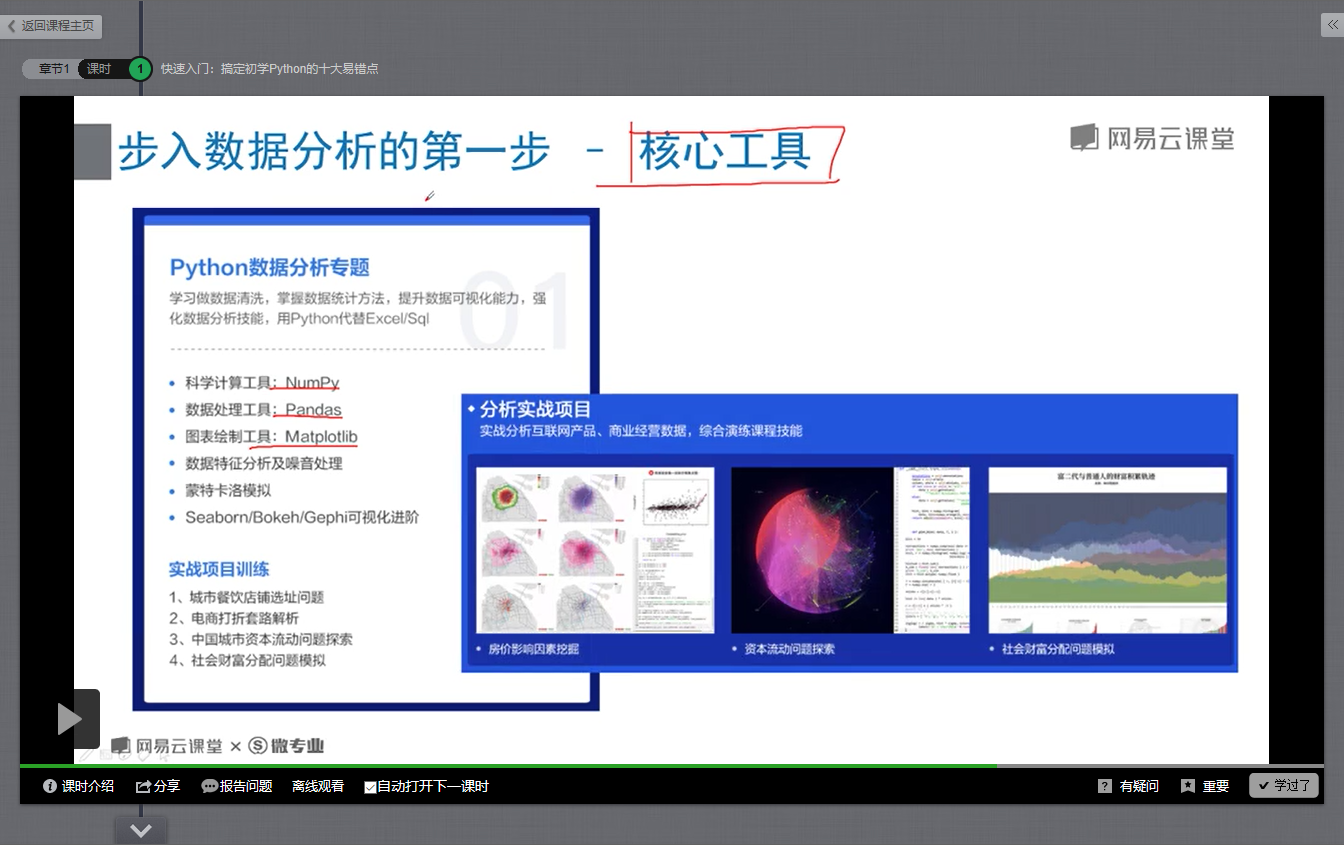 返回课程主页
章节1 课时 1 快速入门：搞定初学Python的十大易错点
步入数据分析的第一步 - 核心工具
网易云课堂
01
Python数据分析专题
学习做数据清洗，掌握数据统计方法，提升数据可视化能力，强
化数据分析技能，用Python代替Excel/Sql
• 科学计算工具：NumPy
• 数据处理工具：Pandas
• 图表绘制工具：Matplotlib
• 数据特征分析及噪音处理
• 蒙特卡洛模拟
• Seaborn/Bokeh/Gephi可视化进阶
实战项目训练
1、城市餐饮店铺选址问题
2、电商打折套路解析
3、中国城市资本流动问题探索
4、社会财富分配问题模拟
分析实战项目
实战分析互联网产品、商业经营数据，综合演练课程技能
富二代与普通人的财富积累轨迹
• 房价影响因素挖掘
• 资本流动问题探索
• 社会财富分配问题模拟
网易云课堂 × S 微专业
课时介绍 分享 报告问题 离线观看 自动打开下一课时 ? 有疑问 重要 学过了